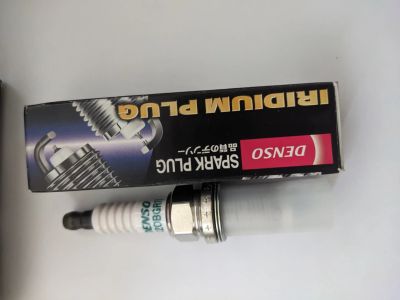 IRIDIUM PLUG
DENSO
SPARK PLUG
品質のデンソー
DENSO